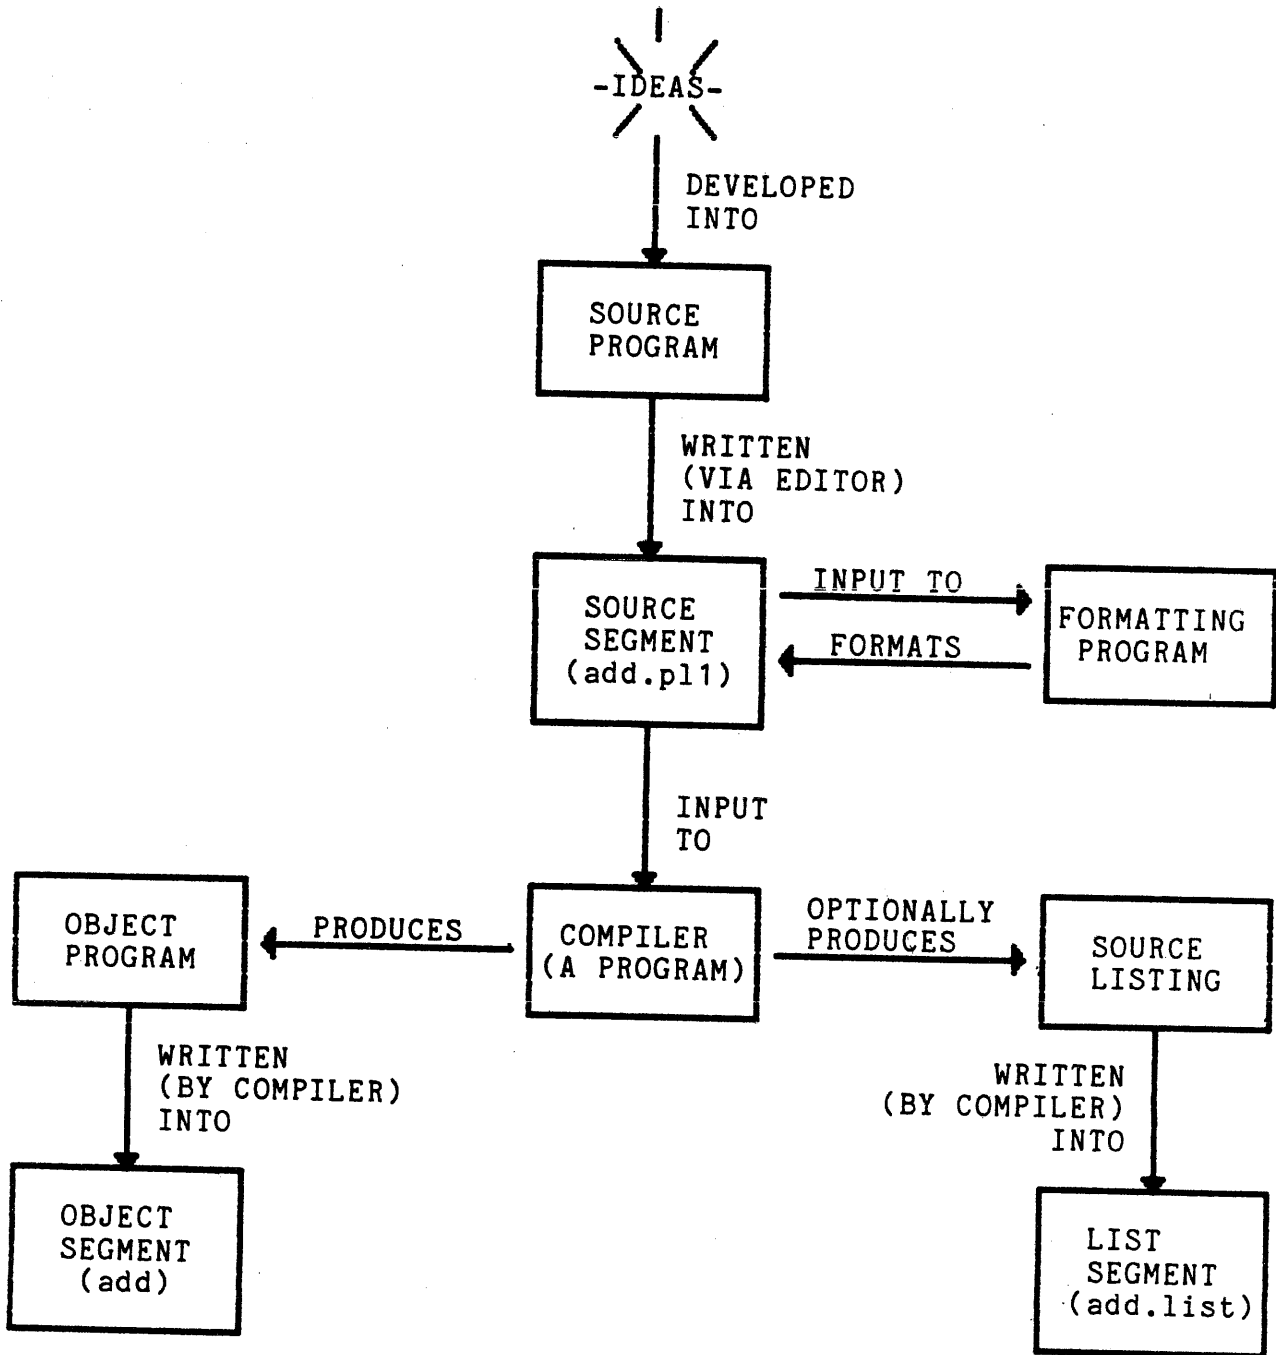 -IDEAS-
DEVELOPED
INTO
SOURCE
PROGRAM
WRITTEN
(VIA EDITOR)
INTO
SOURCE
SEGMENT
(add.pl1)
INPUT TO
FORMATS
FORMATTING
PROGRAM
INPUT
TO
OBJECT
PROGRAM
PRODUCES
COMPILER
(A PROGRAM)
OPTIONALLY
PRODUCES
SOURCE
LISTING
WRITTEN
(BY COMPILER)
INTO
WRITTEN
(BY COMPILER)
INTO
OBJECT
SEGMENT
(add)
LIST
SEGMENT
(add.list)